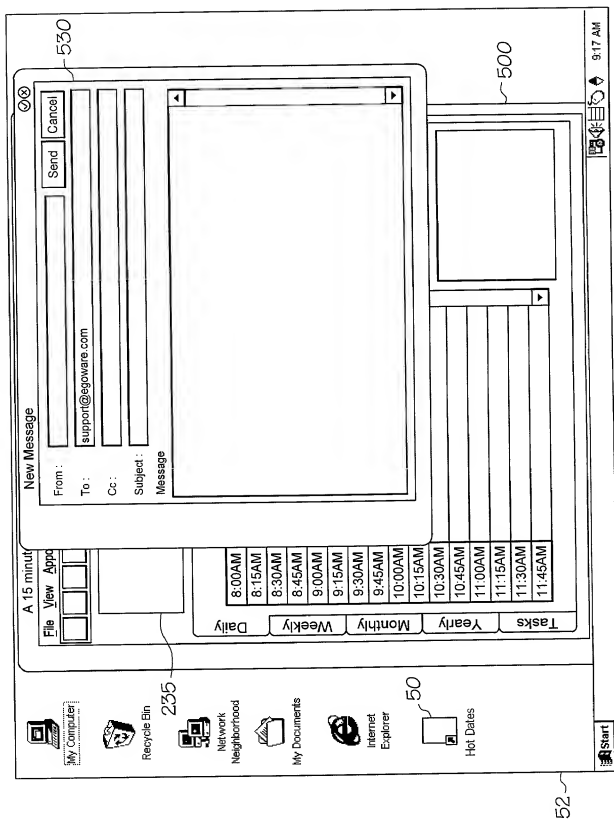 A 15 minut
File View Appo
New Message
From :
Send
Cancel
To :
support@egoware.com
Cc :
Subject :
Message
My Computer
Recycle Bin
Network
Neighborhood
My Documents
Internet
Explorer
Hot Dates
Daily
Weekly
Monthly
Yearly
Tasks
8:00AM
8:15AM
8:30AM
8:45AM
9:00AM
9:15AM
9:30AM
9:45AM
10:00AM
10:15AM
10:30AM
10:45AM
11:00AM
11:15AM
11:30AM
11:45AM
Start
9:17 AM
530
500
235
50
52